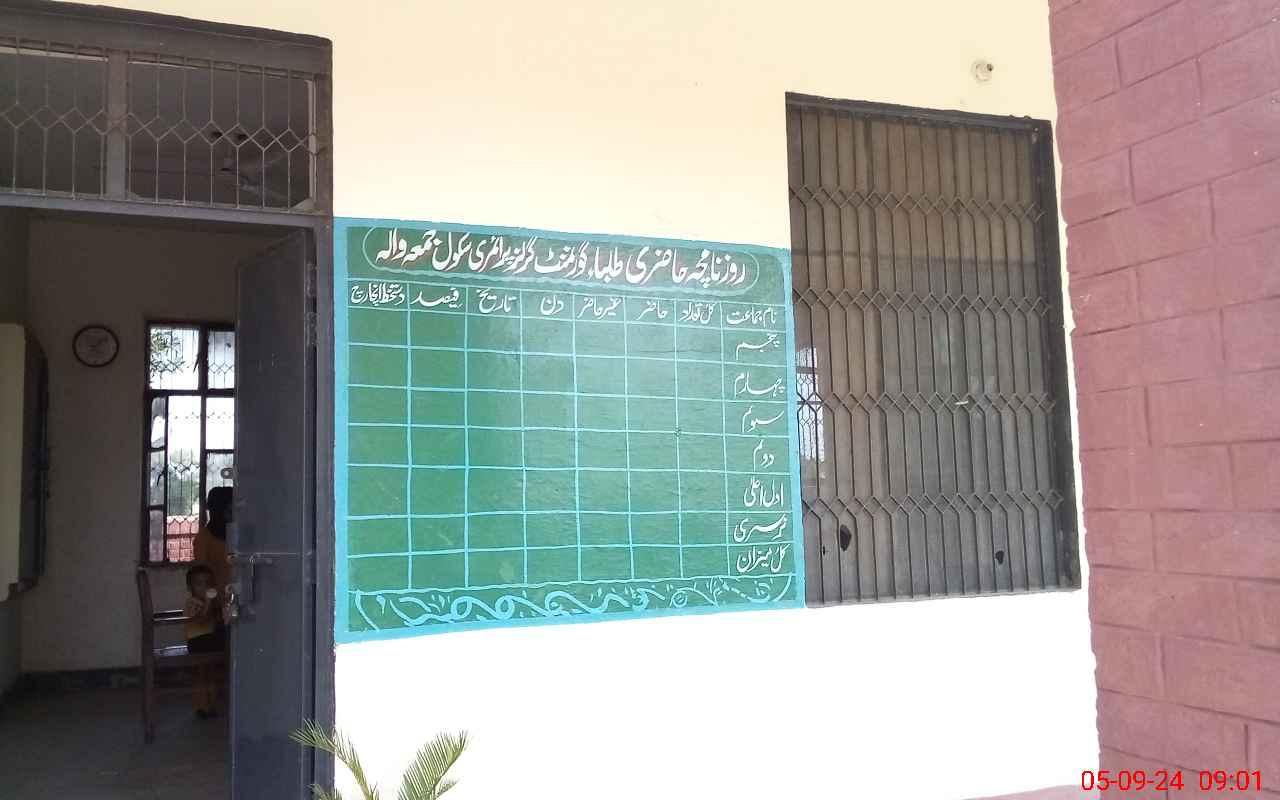 روزنامچہ حاضری طلباء گورنمنٹ گرلز پرائمری سکول جمعہ والہ
نام جماعت کل تعداد حاضر غیر حاضر دن تاریخ فیصد دستخط انچارج
پنجم
چہارم
سوئم
دوئم
اول اعلیٰ
نرسری
کل میزان
05-09-24 09:01